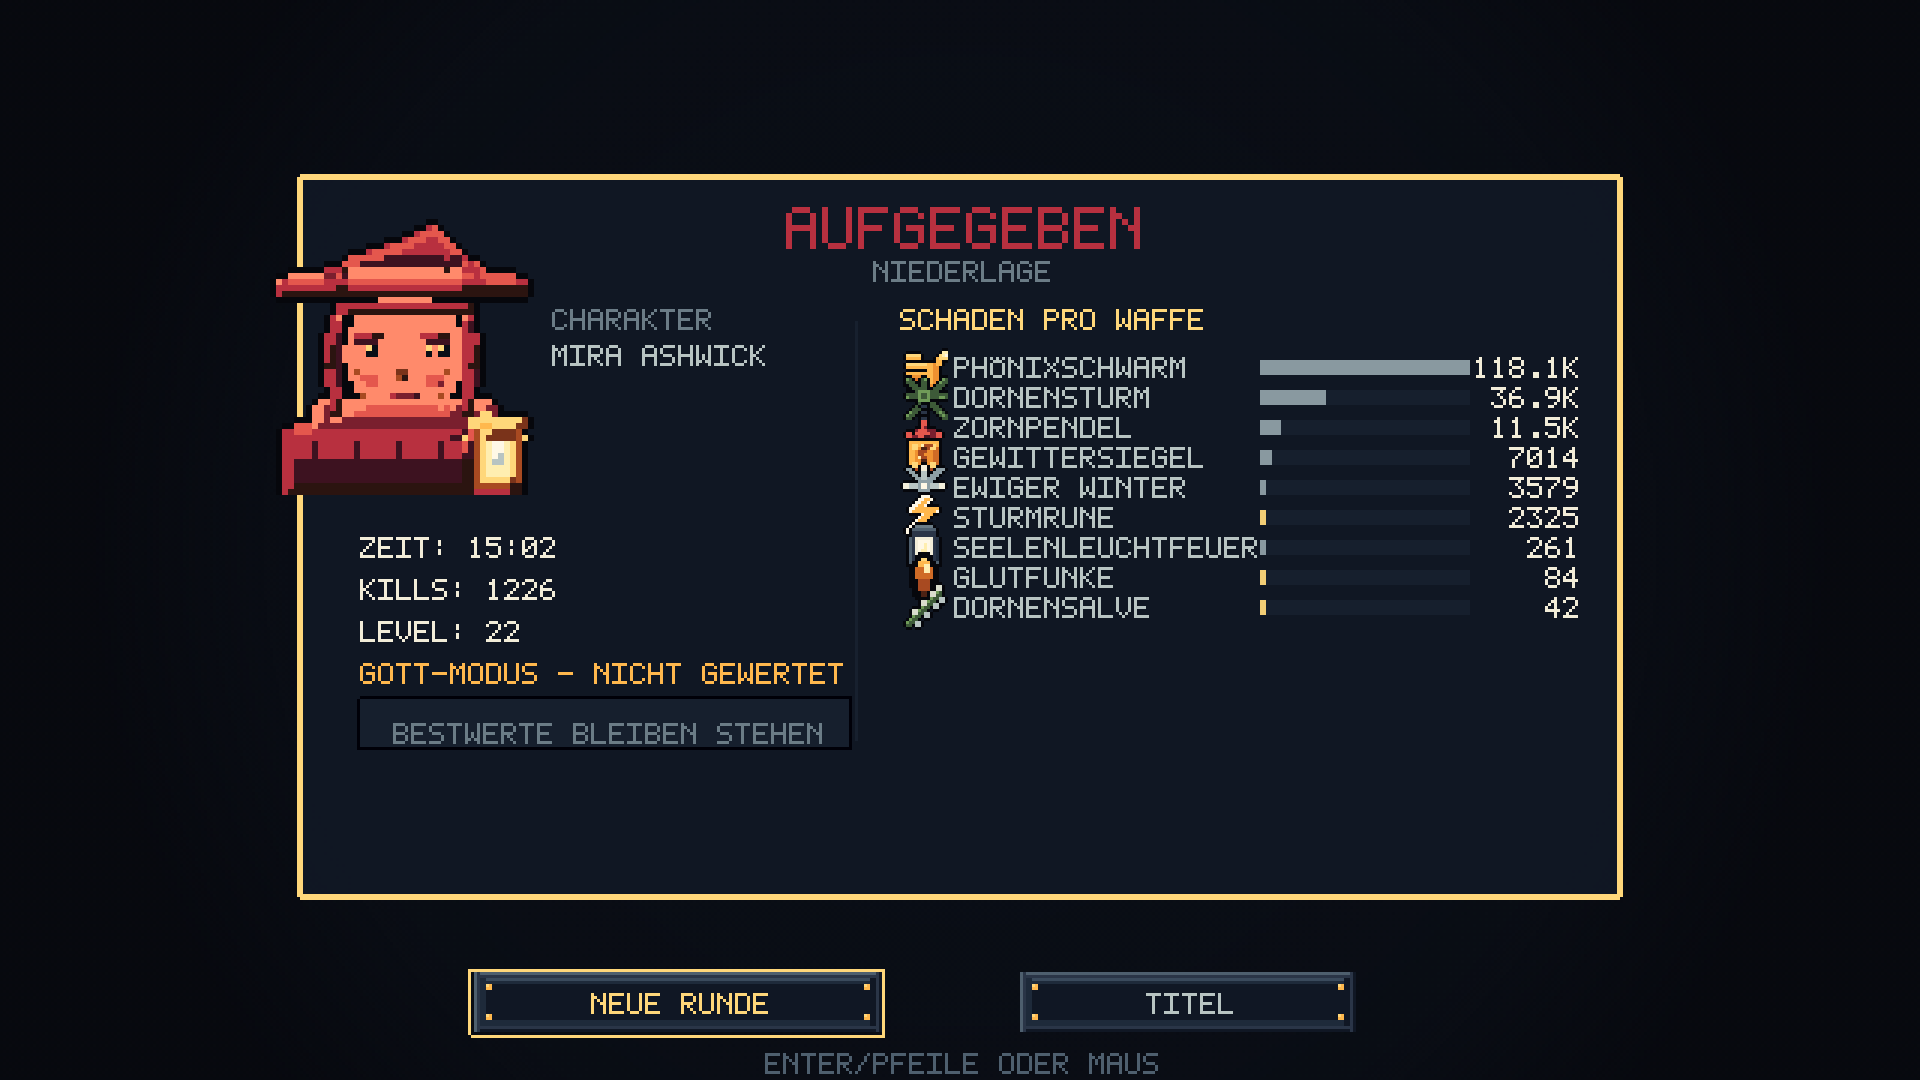 AUFGEGEBEN
NIEDERLAGE
CHARAKTER
MIRA ASHWICK
ZEIT: 15:02
KILLS: 1226
LEVEL: 22
GOTT-MODUS - NICHT GEWERTET
BESTWERTE BLEIBEN STEHEN
SCHADEN PRO WAFFE
PHÖNIXSCHWARM 118.1K
DORNENSTURM 36.9K
ZORNPENDEL 11.5K
GEWITTERSIEGEL 7014
EWIGER WINTER 3579
STURMRUNE 2325
SEELENLEUCHTFEUER 261
GLUTFUNKE 84
DORNENSALVE 42
NEUE RUNDE
TITEL
ENTER/PFEILE ODER MAUS